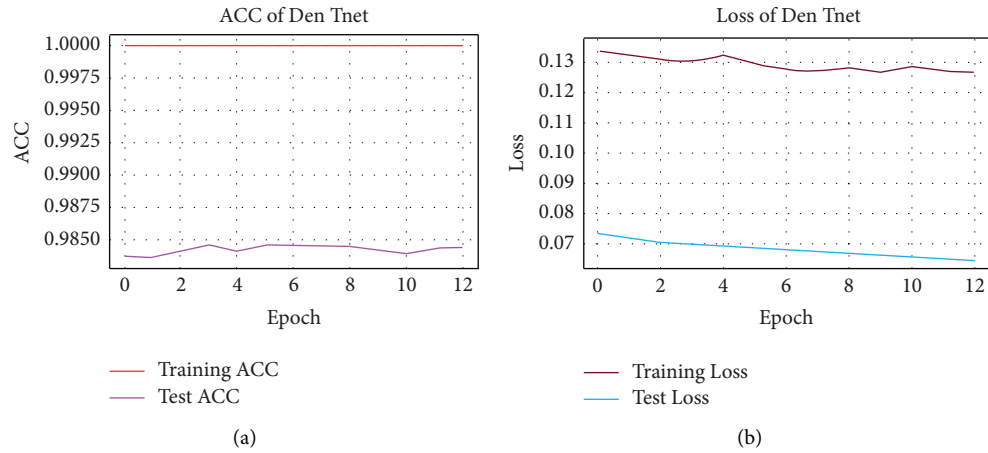 ACC of Den Tnet
1.0000
0.9975
0.9950
0.9925
0.9900
0.9875
0.9850
ACC
0 2 4 6 8 10 12
Epoch
Training ACC
Test ACC
(a)
Loss of Den Tnet
0.13
0.12
0.11
0.10
0.09
0.08
0.07
Loss
0 2 4 6 8 10 12
Epoch
Training Loss
Test Loss
(b)